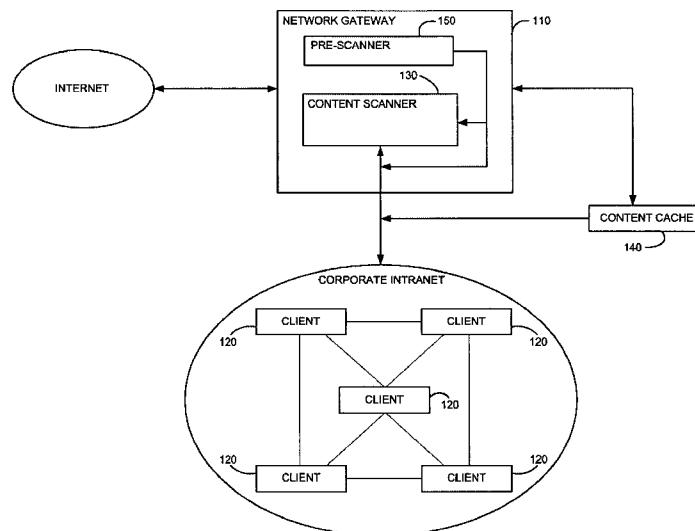 NETWORK GATEWAY
150
110
PRE-SCANNER
130
INTERNET
CONTENT SCANNER
CONTENT CACHE
140
CORPORATE INTRANET
120
CLIENT
CLIENT
120
CLIENT
120
120
CLIENT
CLIENT
120